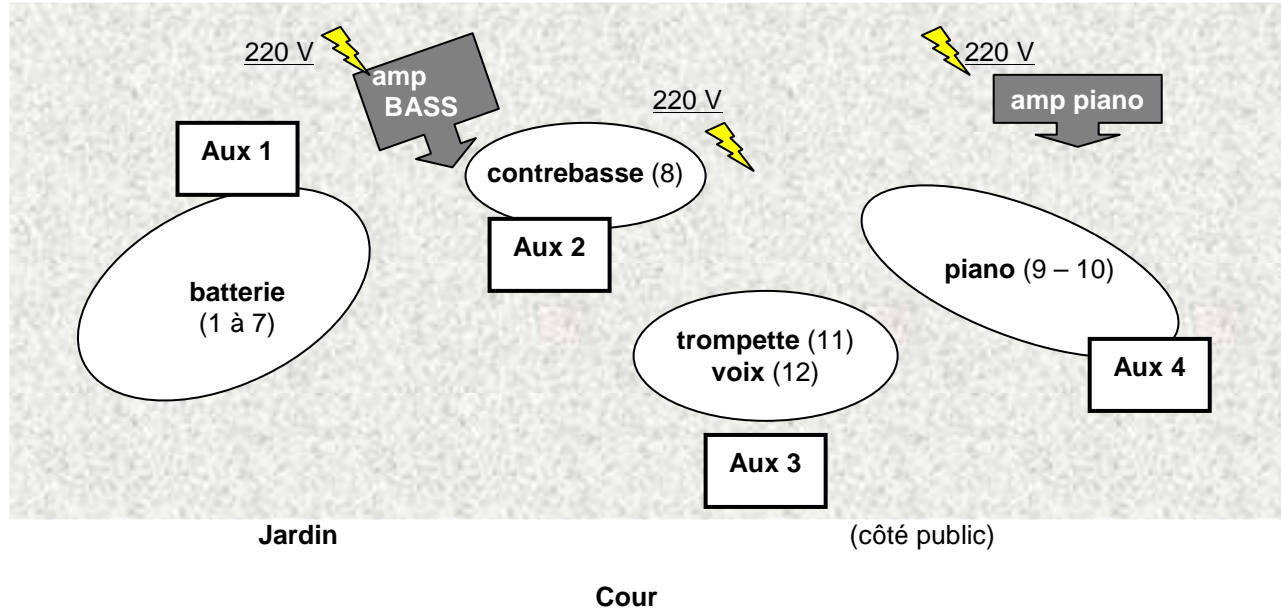 220 V
amp
BASS
220 V
220 V
amp piano
Aux 1
contrebasse (8)
Aux 2
batterie
(1 à 7)
piano (9 – 10)
trompette (11)
voix (12)
Aux 4
Aux 3
Jardin
(côté public)
Cour